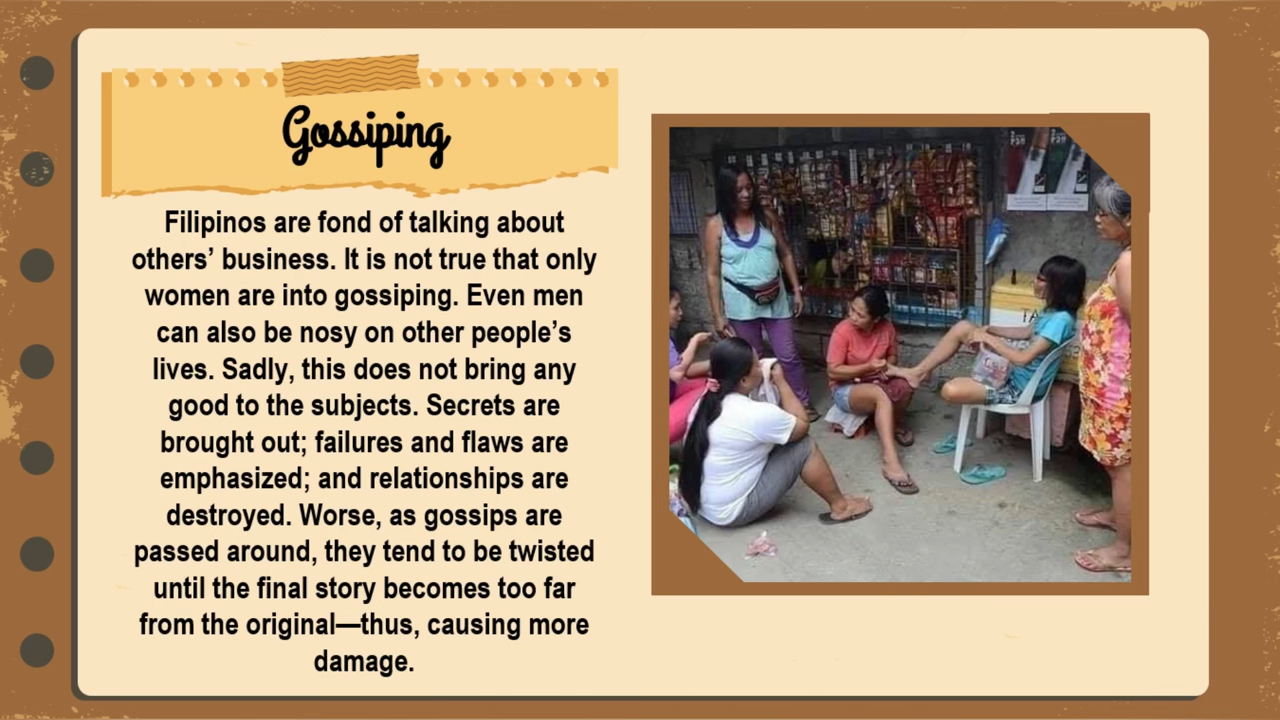 Gossiping
Filipinos are fond of talking about
others’ business. It is not true that only
women are into gossiping. Even men
can also be nosy on other people’s
lives. Sadly, this does not bring any
good to the subjects. Secrets are
brought out; failures and flaws are
emphasized; and relationships are
destroyed. Worse, as gossips are
passed around, they tend to be twisted
until the final story becomes too far
from the original—thus, causing more
damage.